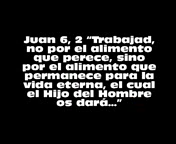 Juan 6, 2 “Trabajad,
no por el alimento
que perece, sino
por el alimento que
permanece para la
vida eterna, el cual
el Hijo del Hombre
os dará...”